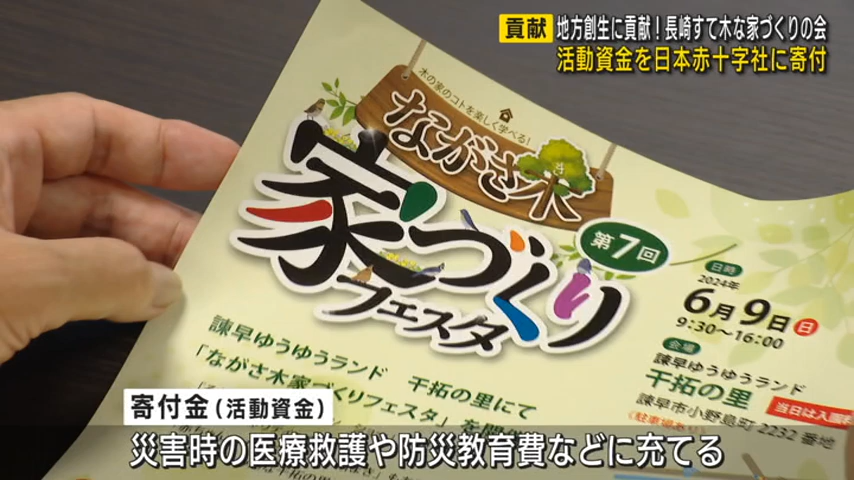 貢献 地方創生に貢献！長崎すて木な家づくりの会
活動資金を日本赤十字社に寄付
木の家のコトを楽しく学べる!
ながさ木
家づくり
フェスタ
第7回
日時
2024年
6月9日(日)
9:30～16:00
会場
諫早ゆうゆうランド
干拓の里
諫早市小野島町2232番地
当日は入園
諫早ゆうゆうランド 干拓の里にて
「ながさ木家づくりフェスタ」を開催
寄付金(活動資金)
災害時の医療救護や防災教育費などに充てる